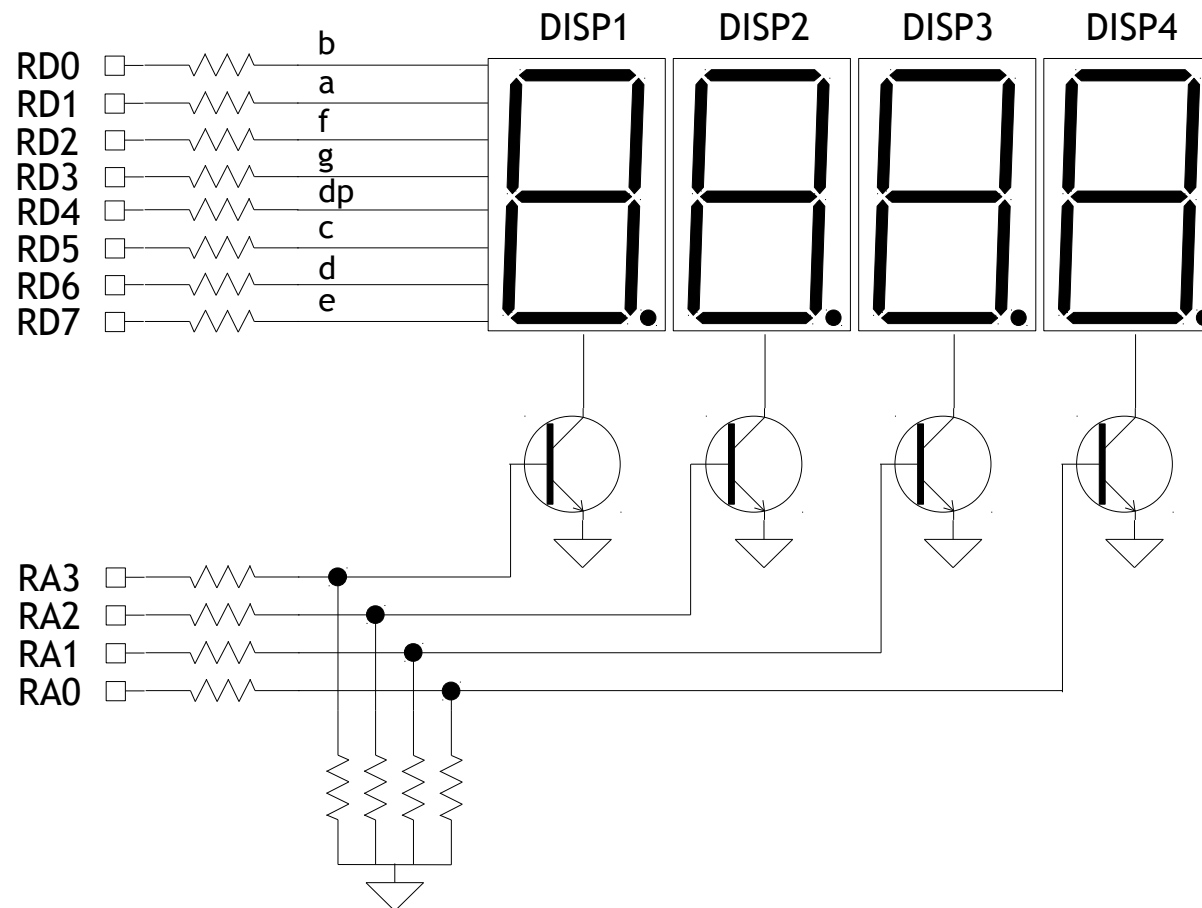 DISP1 DISP2 DISP3 DISP4
RD0 b
RD1 a
RD2 f
RD3 g
RD4 dp
RD5 c
RD6 d
RD7 e
RA3
RA2
RA1
RA0